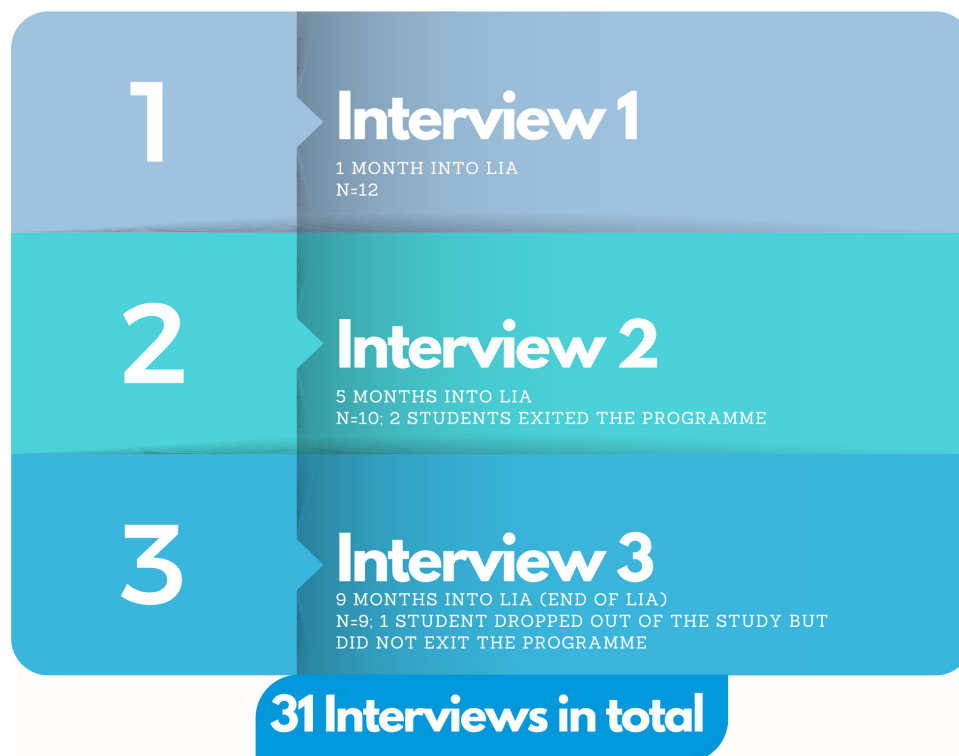 1
Interview 1
1 MONTH INTO LIA
N=12
2
Interview 2
5 MONTHS INTO LIA
N=10; 2 STUDENTS EXITED THE PROGRAMME
3
Interview 3
9 MONTHS INTO LIA (END OF LIA)
N=9; 1 STUDENT DROPPED OUT OF THE STUDY BUT
DID NOT EXIT THE PROGRAMME
31 Interviews in total